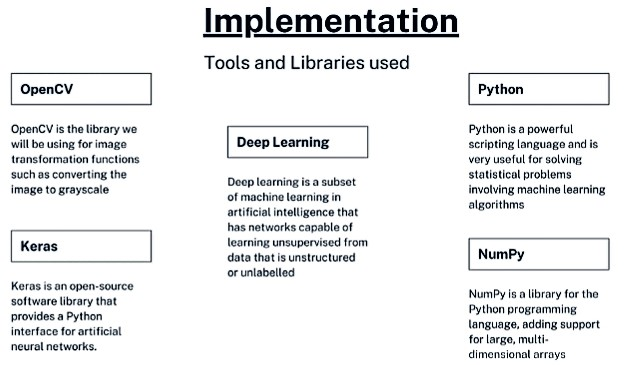 Implementation
Tools and Libraries used
OpenCV
OpenCV is the library we
will be using for image
transformation functions
such as converting the
image to grayscale
Keras
Keras is an open-source
software library that
provides a Python
interface for artificial
neural networks.
Deep Learning
Deep learning is a subset
of machine learning in
artificial intelligence that
has networks capable of
learning unsupervised from
data that is unstructured
or unlabelled
Python
Python is a powerful
scripting language and is
very useful for solving
statistical problems
involving machine learning
algorithms
NumPy
NumPy is a library for the
Python programming
language, adding support
for large, multi-
dimensional arrays